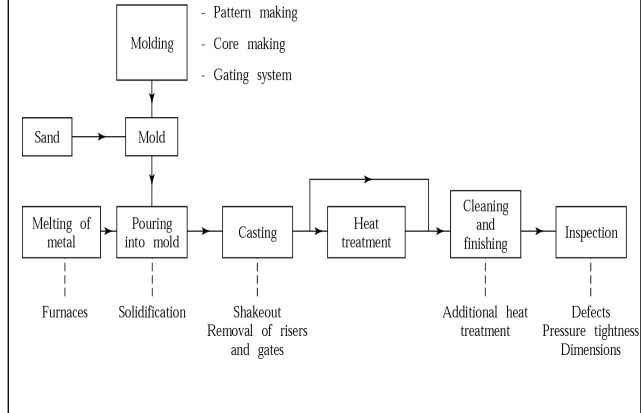 - Pattern making
Molding
- Core making
- Gating system
Sand
Mold
Melting of
metal
Pouring
into mold
Casting
Heat
treatment
Cleaning
and
finishing
Inspection
Furnaces
Solidification
Shakeout
Removal of risers
and gates
Additional heat
treatment
Defects
Pressure tightness
Dimensions